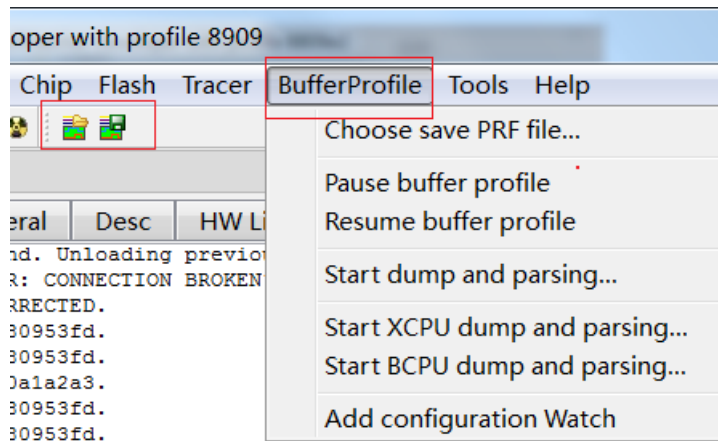 oper with profile 8909
Chip Flash Tracer BufferProfile Tools Help
Choose save PRF file...
Pause buffer profile
eral Desc HW Li
Resume buffer profile
nd. Unloading previou
R: CONNECTION BROKEN
Start dump and parsing...
RRECTED.
30953fd.
Start XCPU dump and parsing...
30953fd.
0a1a2a3.
Start BCPU dump and parsing...
30953fd.
Add configuration Watch
30953fd.